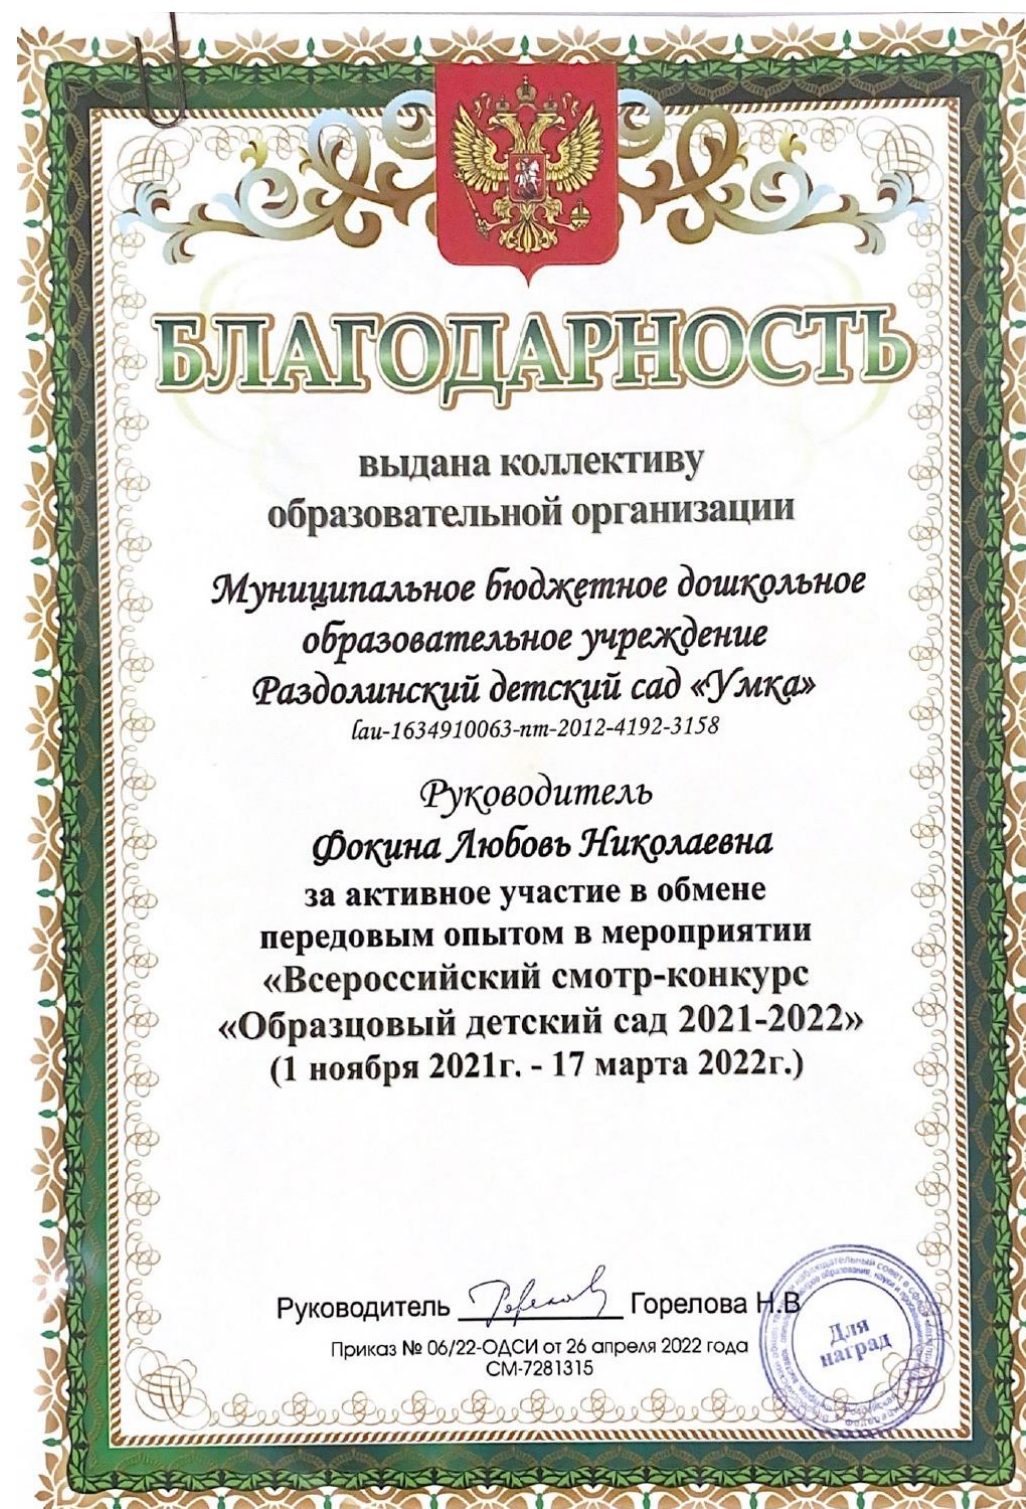 БЛАГОДАРНОСТЬ
выдана коллективу
образовательной организации
Муниципальное бюджетное дошкольное
образовательное учреждение
Раздолинский детский сад «Умка»
lau-1634910063-пт-2012-4192-3158
Руководитель
Фокина Любовь Николаевна
за активное участие в обмене
передовым опытом в мероприятии
«Всероссийский смотр-конкурс
«Образцовый детский сад 2021-2022»
(1 ноября 2021г. - 17 марта 2022г.)
Руководитель Горелова Н.В
Приказ № 06/22-ОДСИ от 26 апреля 2022 года
СМ-7281315
Для
наград